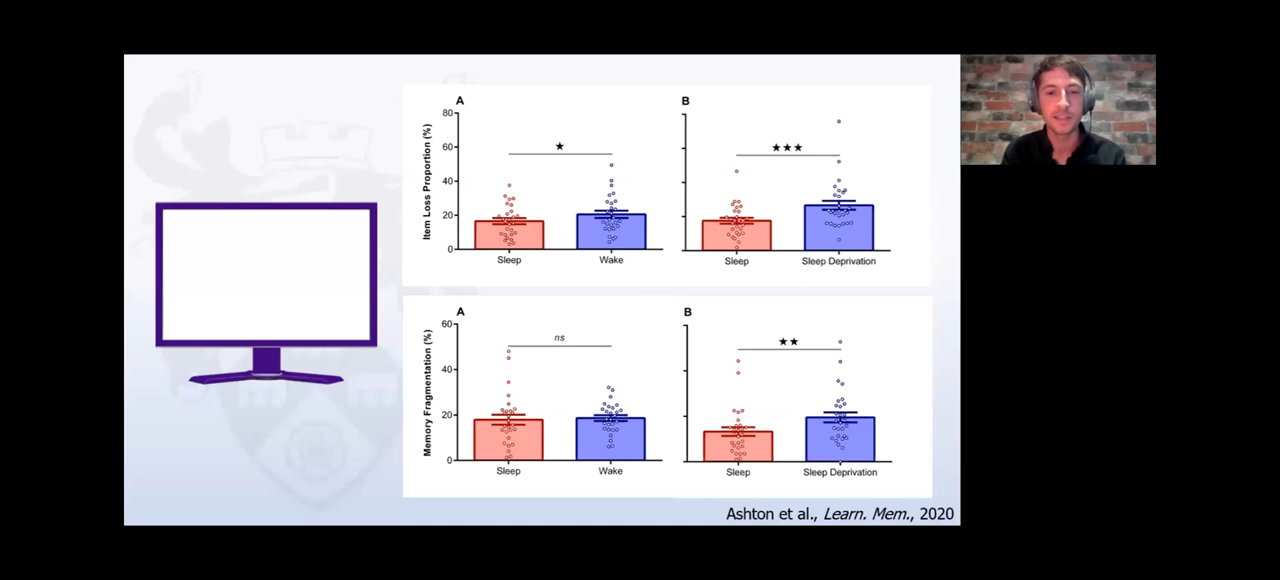 A
B
Item Loss Proportion (%)
80
60
40
20
0
★
★★★
Sleep
Wake
Sleep
Sleep Deprivation
A
B
Memory Fragmentation (%)
60
40
20
0
ns
★★
Sleep
Wake
Sleep
Sleep Deprivation
Ashton et al., Learn. Mem., 2020